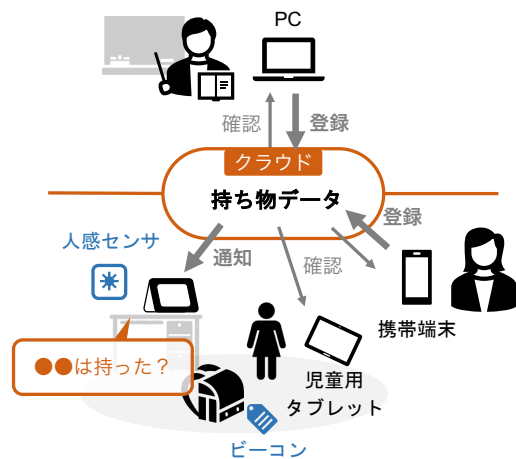 PC
確認
登録
クラウド
持ち物データ
登録
人感センサ
通知
確認
携帯端末
●●は持った？
児童用
タブレット
ビーコン